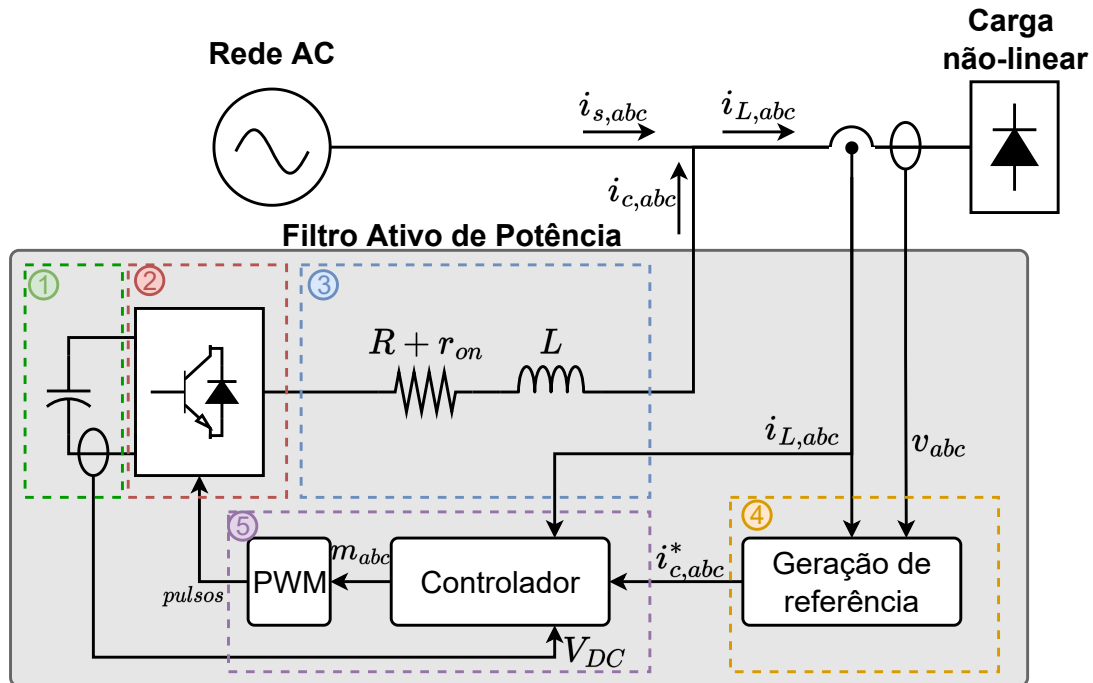 Rede AC
Carga
não-linear
i_{s,abc}
i_{L,abc}
i_{c,abc}
Filtro Ativo de Potência
1
2
3
R + r_{on}
L
i_{L,abc}
v_{abc}
4
5
PWM
m_{abc}
Controlador
i^{*}_{c,abc}
Geração de
referência
pulsos
V_{DC}